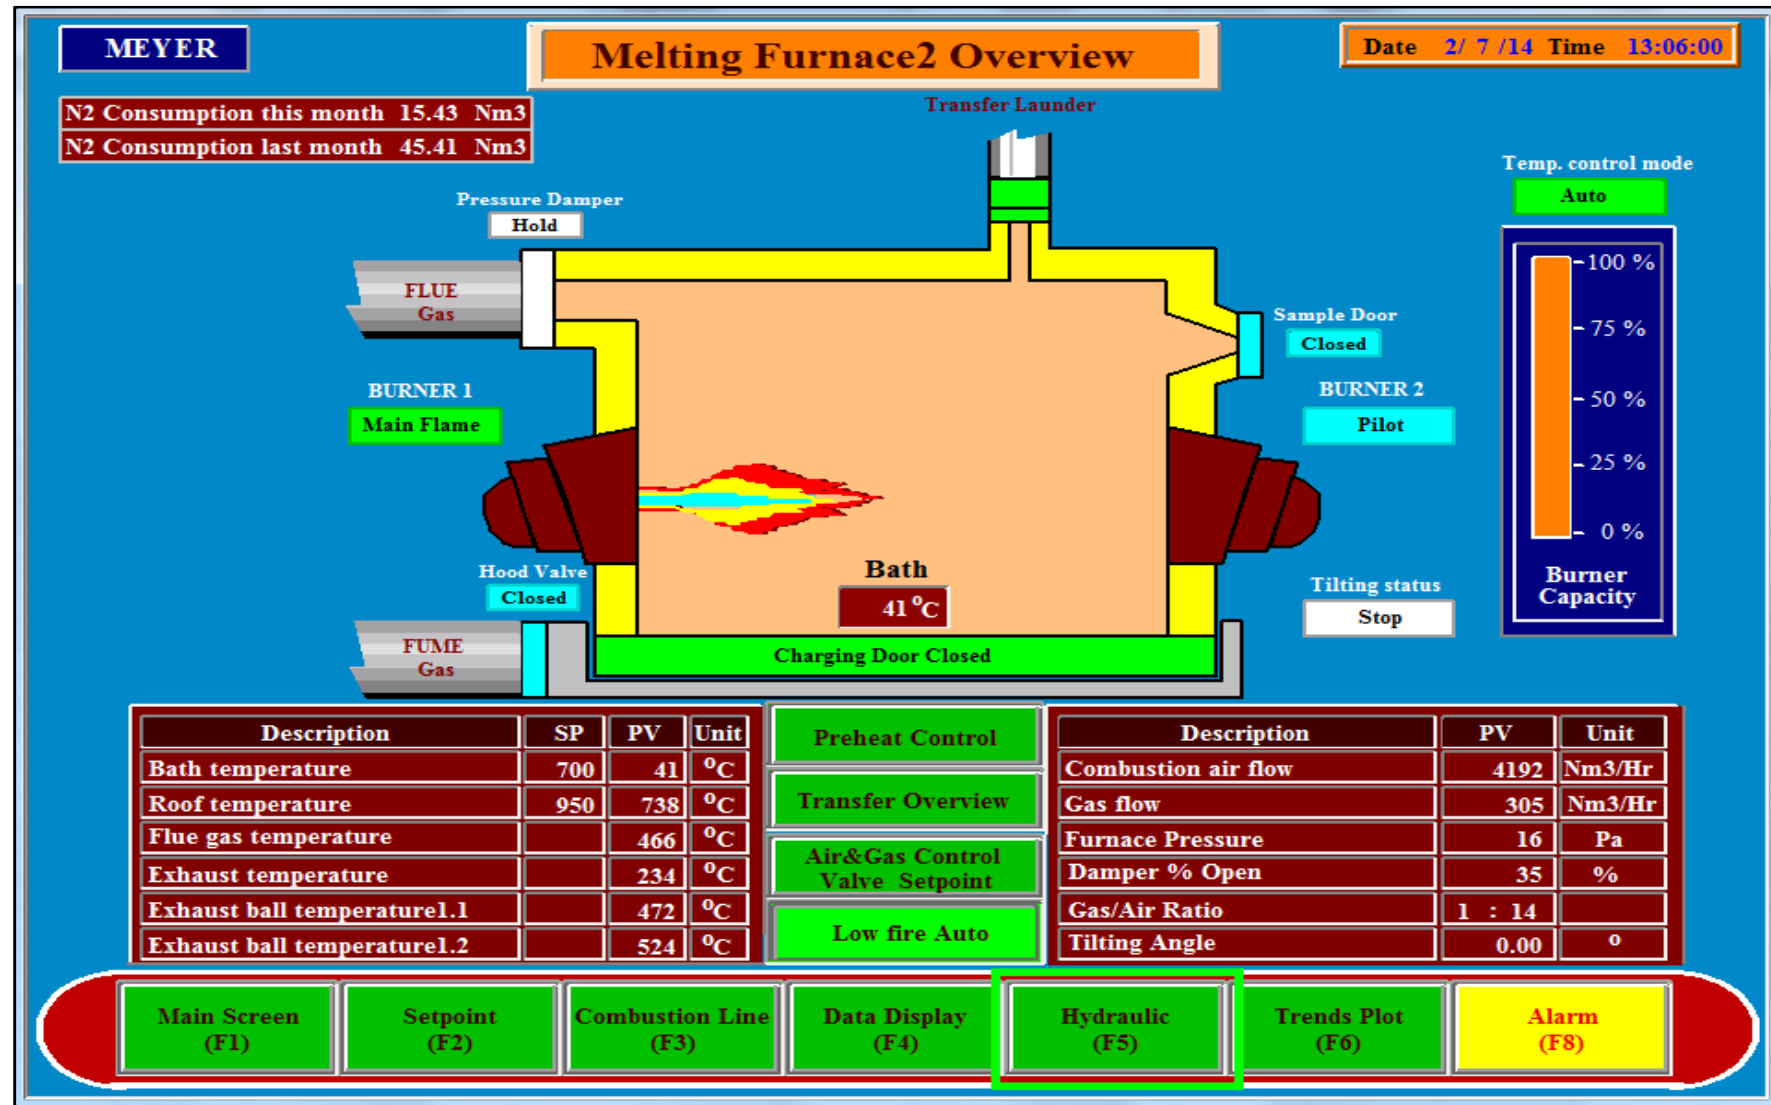 MEYER
Melting Furnace2 Overview
Date 2/ 7 /14 Time 13:06:00
N2 Consumption this month 15.43 Nm3
N2 Consumption last month 45.41 Nm3
Transfer Launder
Temp. control mode
Auto
Pressure Damper
Hold
100 %
75 %
50 %
25 %
0 %
Burner
Capacity
FLUE
Gas
Sample Door
Closed
BURNER 1
Main Flame
BURNER 2
Pilot
Hood Valve
Closed
Bath
41 °C
Tilting status
Stop
FUME
Gas
Charging Door Closed
Description SP PV Unit
Bath temperature 700 41 °C
Roof temperature 950 738 °C
Flue gas temperature 466 °C
Exhaust temperature 234 °C
Exhaust ball temperature1.1 472 °C
Exhaust ball temperature1.2 524 °C
Preheat Control
Transfer Overview
Air&Gas Control
Valve Setpoint
Low fire Auto
Description PV Unit
Combustion air flow 4192 Nm3/Hr
Gas flow 305 Nm3/Hr
Furnace Pressure 16 Pa
Damper % Open 35 %
Gas/Air Ratio 1 : 14
Tilting Angle 0.00 °
Main Screen
(F1)
Setpoint
(F2)
Combustion Line
(F3)
Data Display
(F4)
Hydraulic
(F5)
Trends Plot
(F6)
Alarm
(F8)